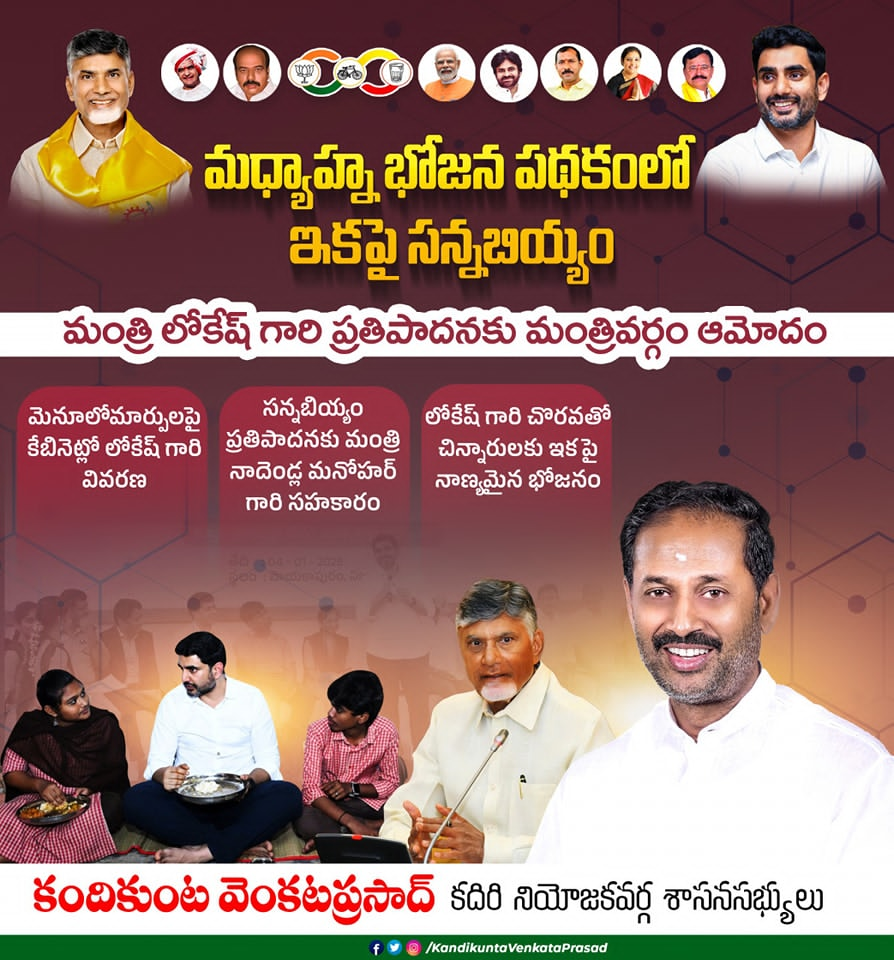 మధ్యాహ్న భోజన పథకంలో
ఇకపై సన్నబియ్యం
మంత్రి లోకేష్ గారి ప్రతిపాదనకు మంత్రివర్గం ఆమోదం
మెనూలోమార్పులపై
కేబినెట్లో లోకేష్ గారి
వివరణ
సన్నబియ్యం
ప్రతిపాదనకు మంత్రి
నాదెండ్ల మనోహర్
గారి సహకారం
లోకేష్ గారి చొరవతో
చిన్నారులకు ఇకపై
నాణ్యమైన భోజనం
కందికుంట వెంకటప్రసాద్ కదిరి నియోజకవర్గ శాసనసభ్యులు
/KandikuntaVenkataPrasad